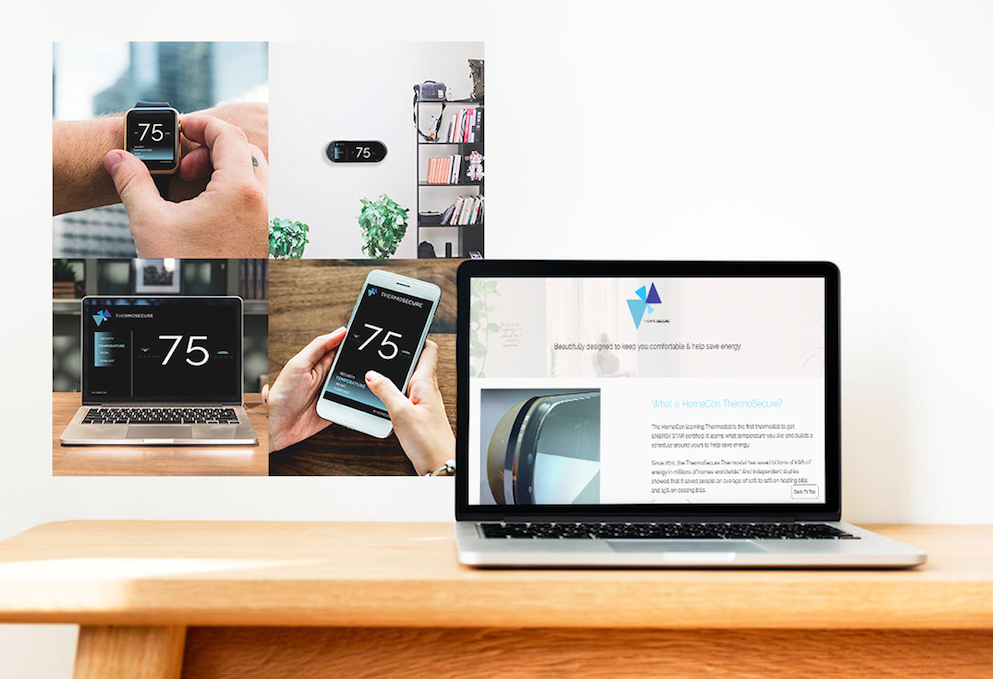 75
75
THERMOSECURE
75
THERMOSECURE
75
SECURITY
TEMPERATURE
MUSIC
THERMOSECURE
Beautifully designed to keep you comfortable & help save energy.
What is HomeCon ThermoSecure?
The HomeCon learning Thermostat is the first thermostat to get
ENERGY STAR certified. It learns what temperature you like and builds a
schedule around yours to help save energy.
Since 2011, the ThermoSecure Thermostat has saved billions of kWh of
energy in millions of homes worldwide.* And independent studies
showed that it saved people an average of 10% to 12% on heating bills
and 15% on cooling bills.
Back To Top